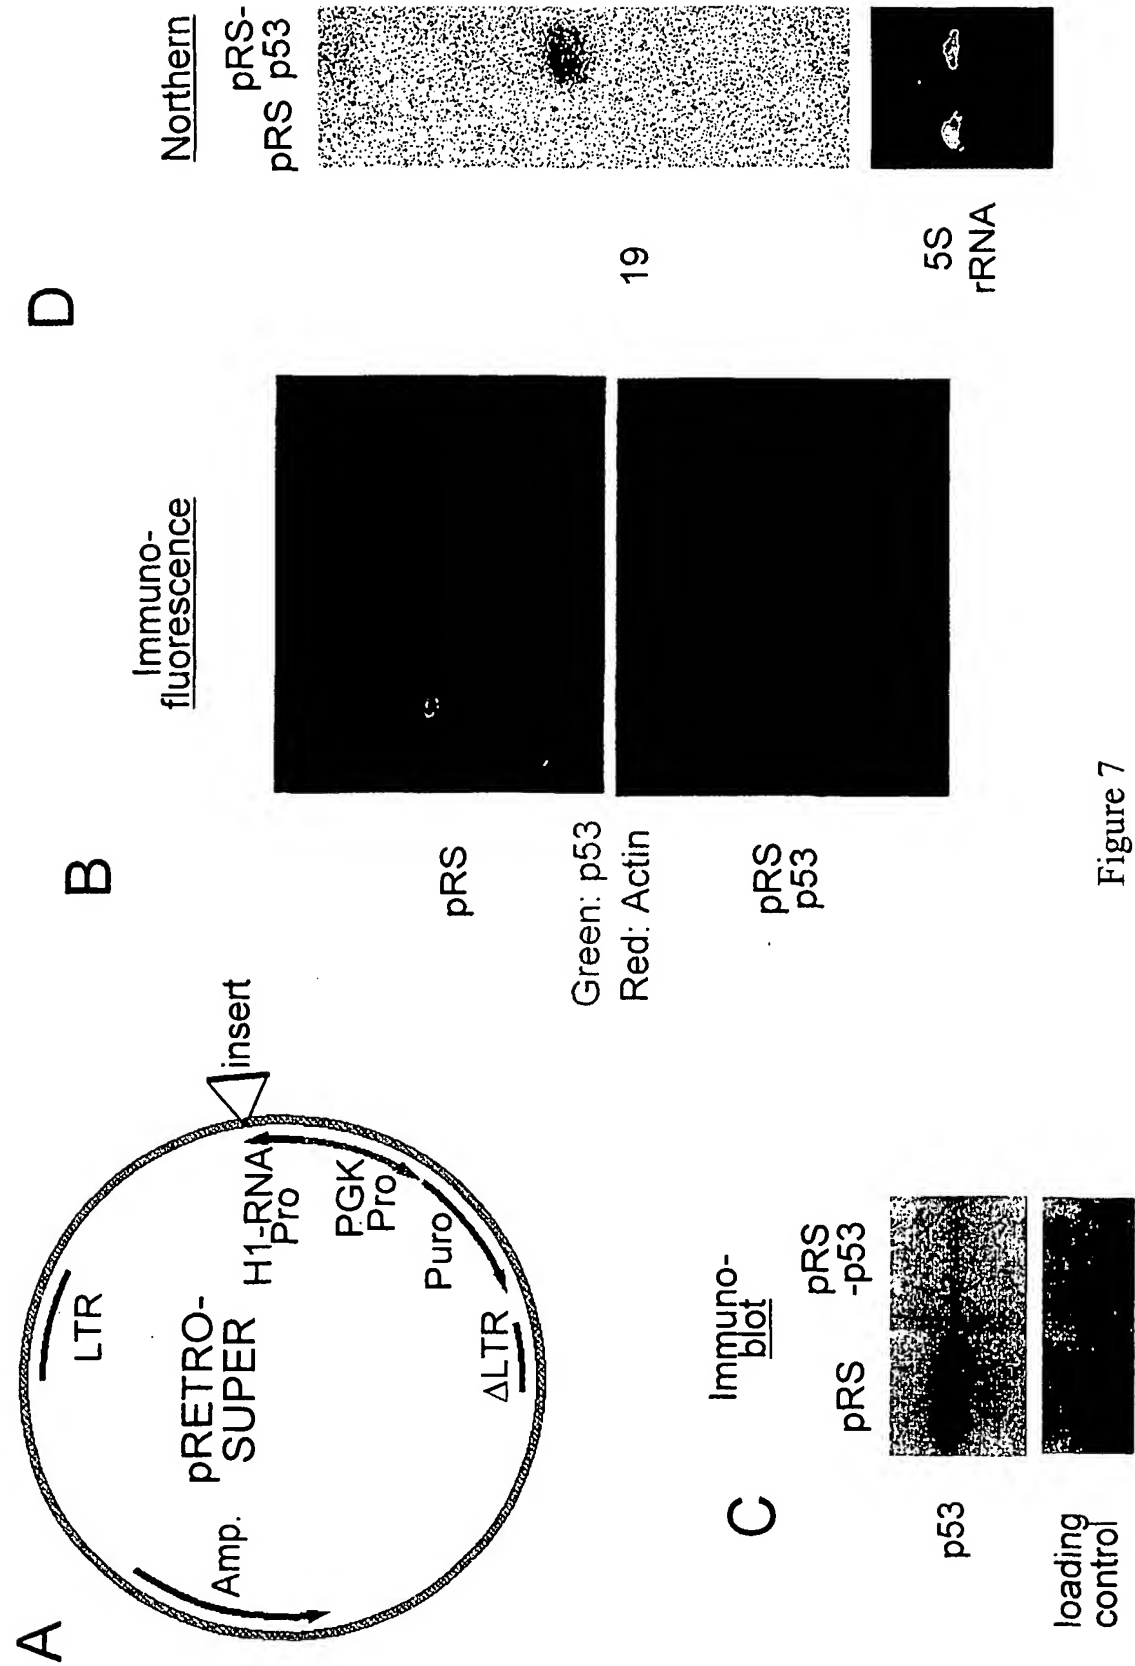 A
LTR
pRETRO-
SUPER
Amp.
H1-RNA
Pro
insert
PGK
Pro
Puro
ΔLTR
B
Immuno-
fluorescence
pRS
Green: p53
Red: Actin
pRS
p53
C
Immuno-
blot
pRS
pRS
-p53
p53
loading
control
D
Northern
pRS-
pRS p53
19
5S
rRNA
Figure 7